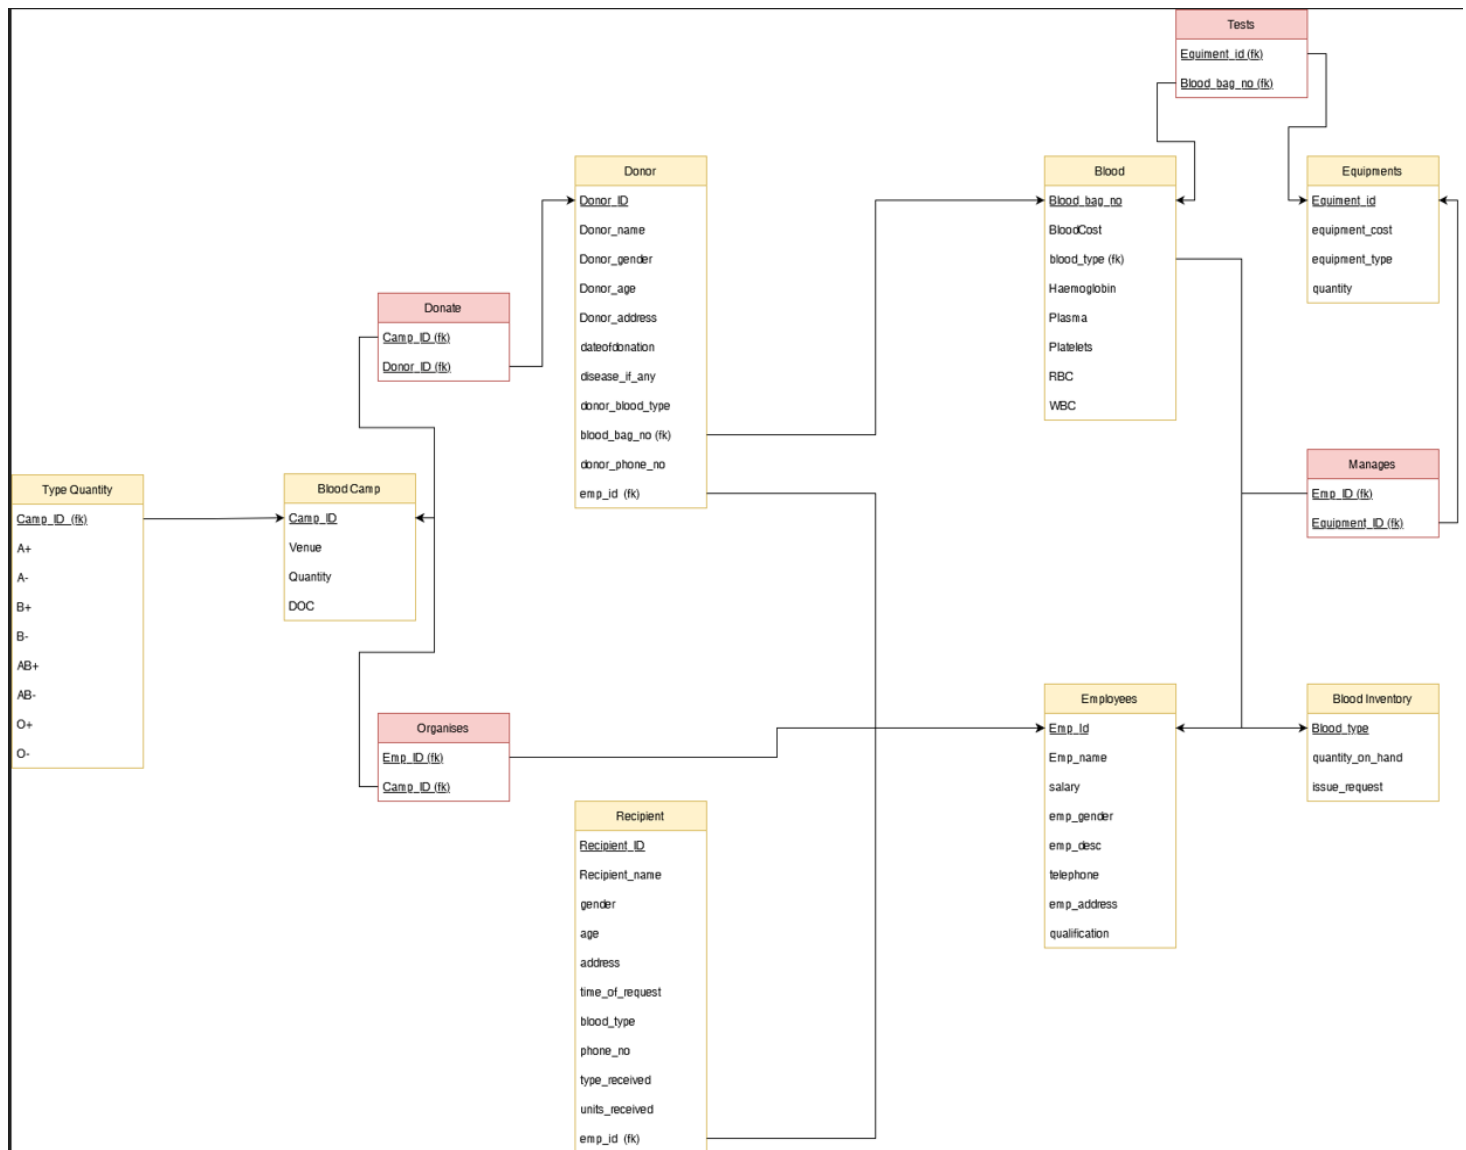 Tests
Equiment_id (fk)
Blood_bag_no (fk)
Donor
Donor_ID
Donor_name
Donor_gender
Donor_age
Donor_address
dateofdonation
disease_if_any
donor_blood_type
blood_bag_no (fk)
donor_phone_no
emp_id (fk)
Blood
Blood_bag_no
BloodCost
blood_type (fk)
Haemoglobin
Plasma
Platelets
RBC
WBC
Equipments
Equiment_id
equipment_cost
equipment_type
quantity
Donate
Camp_ID (fk)
Donor_ID (fk)
Type Quantity
Camp_ID (fk)
A+
A-
B+
B-
AB+
AB-
O+
O-
Blood Camp
Camp_ID
Venue
Quantity
DOC
Manages
Emp_ID (fk)
Equipment_ID (fk)
Organises
Emp_ID (fk)
Camp_ID (fk)
Employees
Emp_Id
Emp_name
salary
emp_gender
emp_desc
telephone
emp_address
qualification
Blood Inventory
Blood_type
quantity_on_hand
issue_request
Recipient
Recipient_ID
Recipient_name
gender
age
address
time_of_request
blood_type
phone_no
type_received
units_received
emp_id (fk)